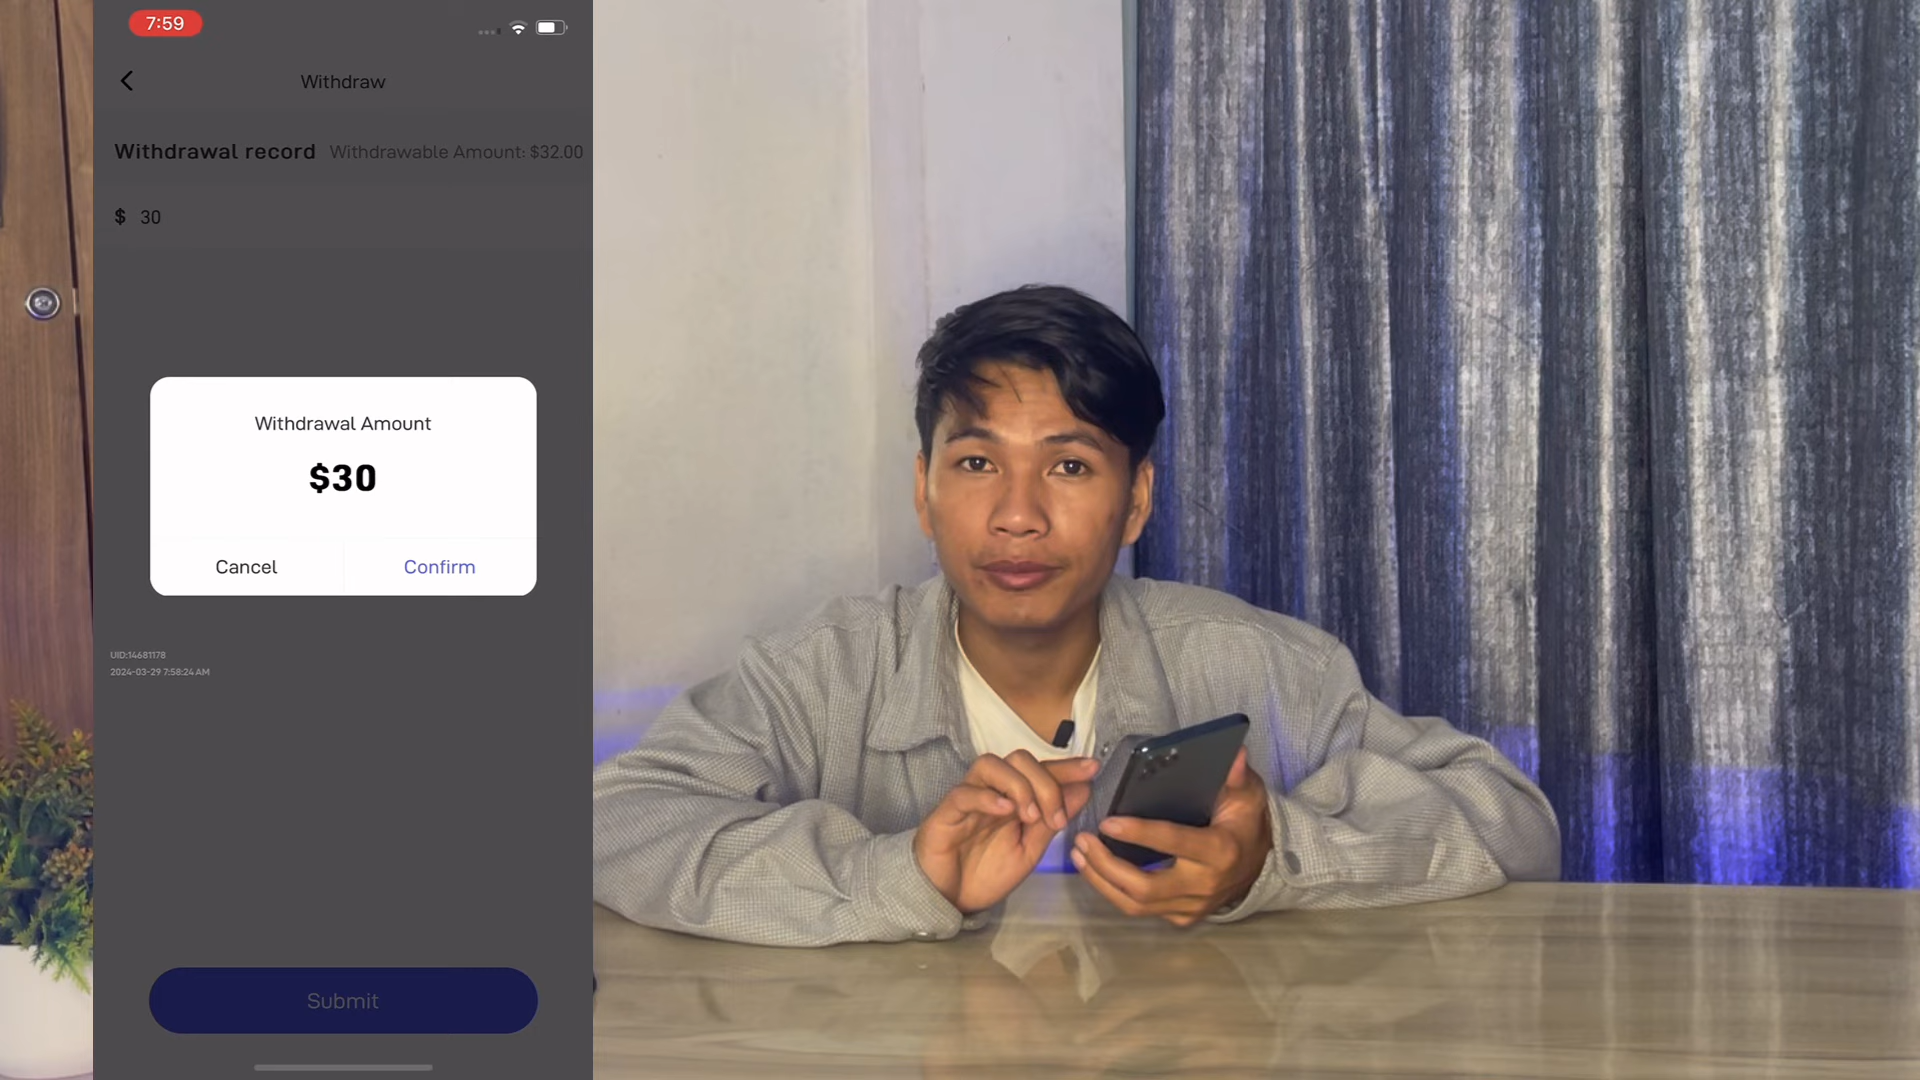 7:59
Withdraw
Withdrawal record Withdrawable Amount: $32.00
$ 30
Withdrawal Amount
$30
Cancel Confirm
UID:14681178
2024-03-29 7:58:24 AM
Submit